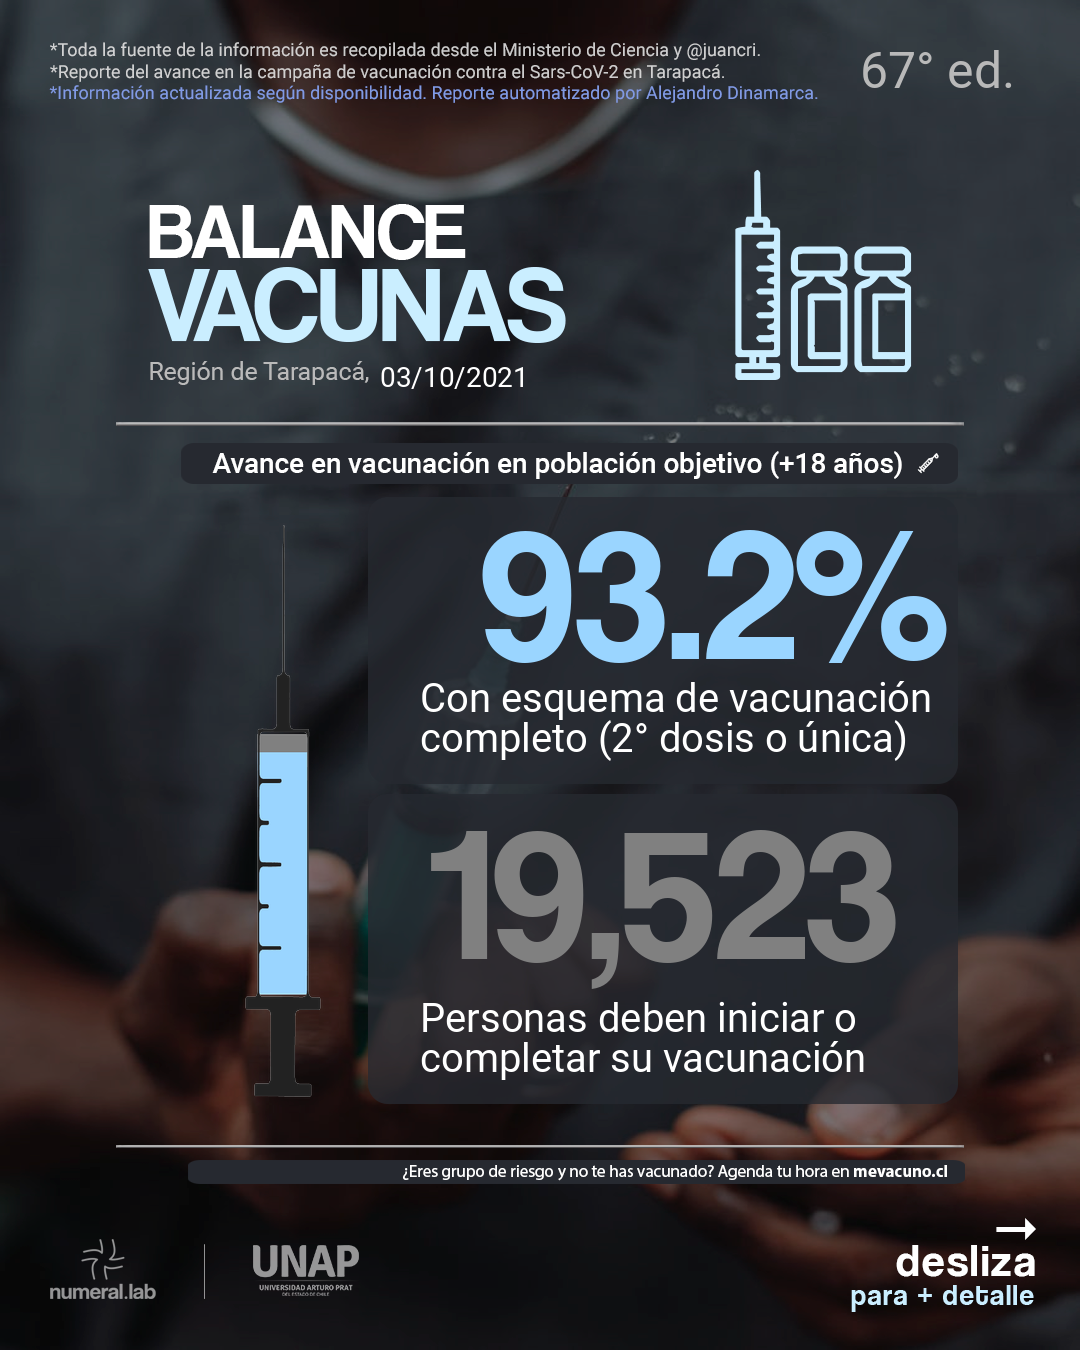 *Toda la fuente de la información es recopilada desde el Ministerio de Ciencia y @juancri.
*Reporte del avance en la campaña de vacunación contra el Sars-CoV-2 en Tarapacá.
*Información actualizada según disponibilidad. Reporte automatizado por Alejandro Dinamarca.
67° ed.
BALANCE
VACUNAS
Región de Tarapacá, 03/10/2021
Avance en vacunación en población objetivo (+18 años)
93.2%
Con esquema de vacunación
completo (2° dosis o única)
19,523
Personas deben iniciar o
completar su vacunación
¿Eres grupo de riesgo y no te has vacunado? Agenda tu hora en mevacuno.cl
numeral.lab
UNAP
UNIVERSIDAD ARTURO PRAT
DEL ESTADO DE CHILE
desliza
para + detalle